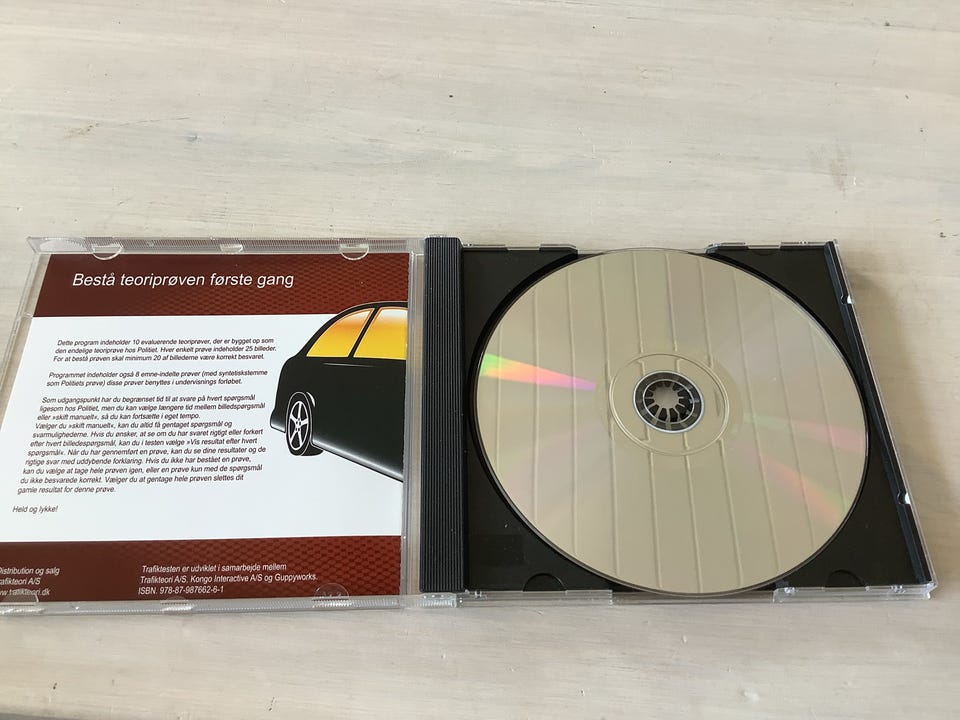 Bestå teoriprøven første gang
Dette program indeholder 10 evaluerende teoriprøver, der er bygget op som
den endelige teoriprøve hos Politiet. Hver enkelt prøve indeholder 25 billeder.
For at bestå prøven skal minimum 20 af billederne være korrekt besvaret.
Programmet indeholder også 8 emne-indelte prøver (med syntetiskstemme
som Politiets prøve) disse prøver benyttes i undervisnings forløbet.
Som udgangspunkt har du begrænset tid til at svare på hvert spørgsmål
ligesom hos Politiet, men du kan vælge længere tid mellem billedspørgsmål
eller »skift manuelt«, så du kan fortsætte i eget tempo.
Vælger du »skift manuelt«, kan du altid få gentaget spørgsmål og
svarmulighederne. Hvis du ønsker, at se om du har svaret rigtigt eller forkert
efter hvert billedespørgsmål, kan du i testen vælge »Vis resultat efter hvert
spørgsmål«. Når du har gennemført en prøve, kan du se dine resultater og de
rigtige svar med uddybende forklaring. Hvis du ikke har bestået en prøve,
kan du vælge at tage hele prøven igen, eller en prøve kun med de spørgsmål
du ikke besvarede korrekt. Vælger du at gentage hele prøven slettes dit
gamle resultat for denne prøve.
Held og lykke!
Distribution og salg
Trafikteori A/S
www.trafikteori.dk
Trafiktesten er udviklet i samarbejde mellem
Trafikteori A/S, Kongo Interactive A/S og Guppyworks.
ISBN. 978-87-987662-6-1